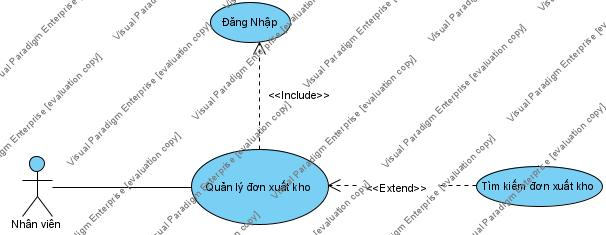 Đăng Nhập
<<Include>>
Quản lý đơn xuất kho
<<Extend>>
Tìm kiếm đơn xuất kho
Nhân viên
Visual Paradigm Enterprise [evaluation copy]